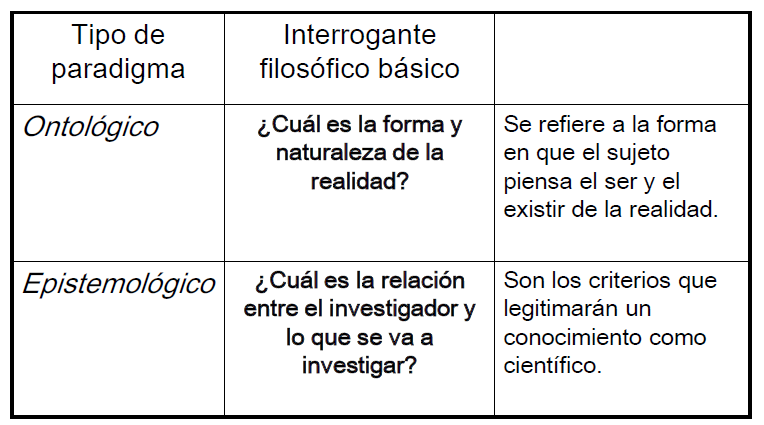 Tipo de
paradigma
Interrogante
filosófico básico
Ontológico
¿Cuál es la forma y
naturaleza de la
realidad?
Se refiere a la forma
en que el sujeto
piensa el ser y el
existir de la realidad.
Epistemológico
¿Cuál es la relación
entre el investigador y
lo que se va a
investigar?
Son los criterios que
legitimarán un
conocimiento como
científico.